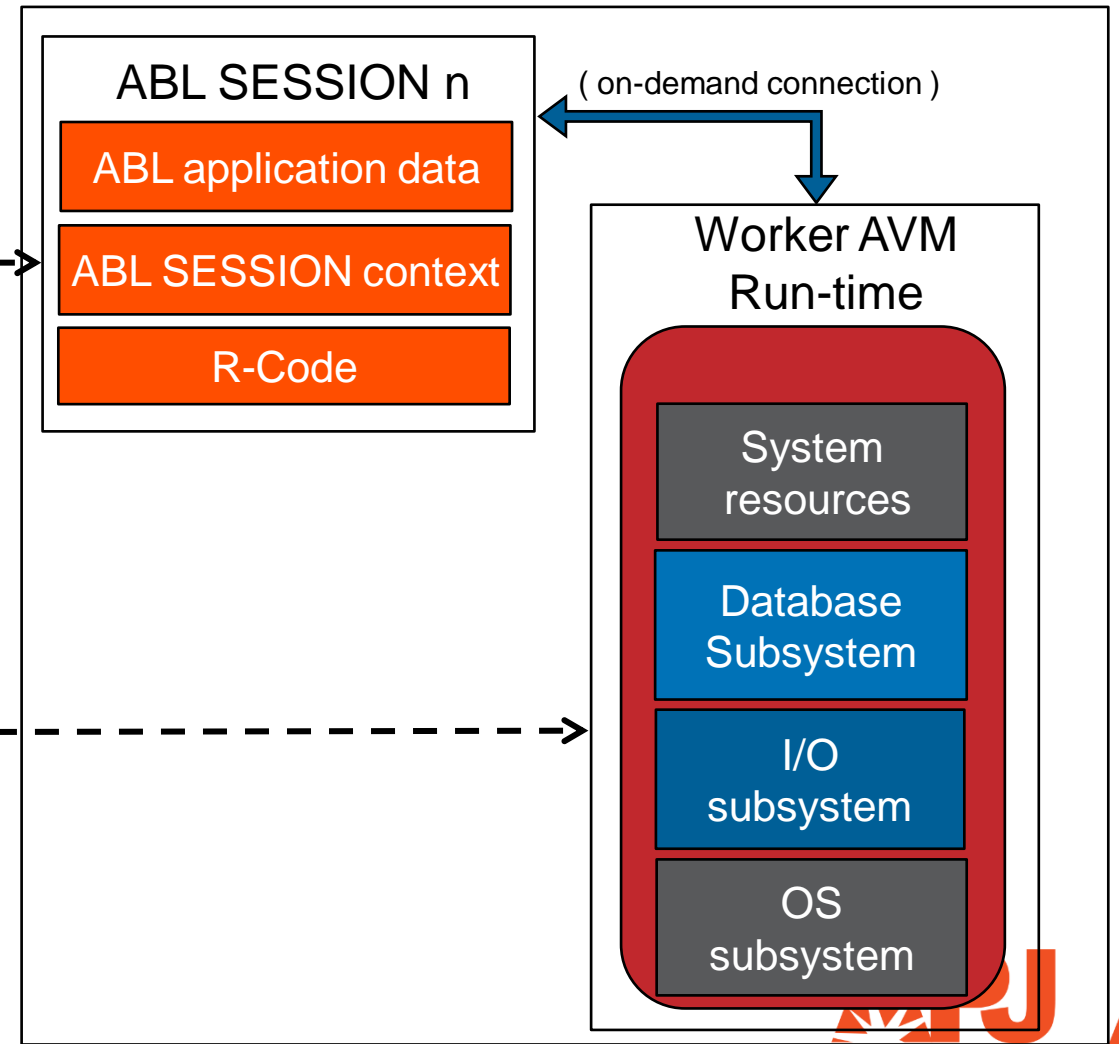 ABL SESSION n
( on-demand connection )
ABL application data
ABL SESSION context
R-Code
Worker AVM
Run-time
System
resources
Database
Subsystem
I/O
subsystem
OS
subsystem